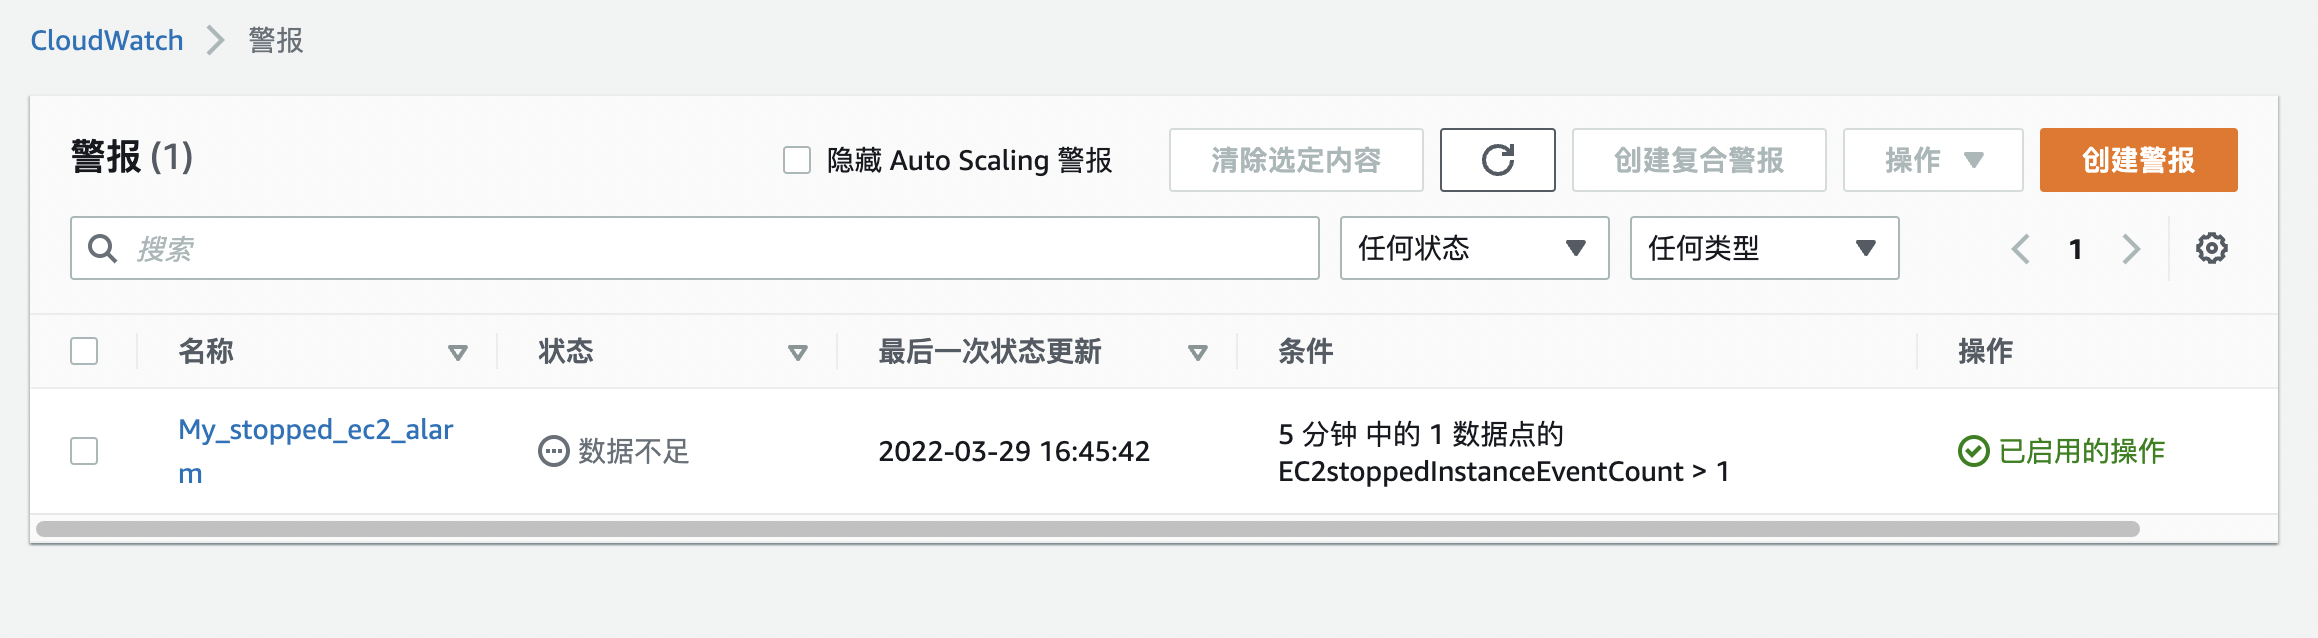 CloudWatch 警报
警报 (1)
隐藏 Auto Scaling 警报
清除选定内容
创建复合警报
操作
创建警报
搜索
任何状态
任何类型
1
名称
状态
最后一次状态更新
条件
操作
My_stopped_ec2_alar
m
数据不足
2022-03-29 16:45:42
5 分钟 中的 1 数据点的
EC2stoppedInstanceEventCount > 1
已启用的操作